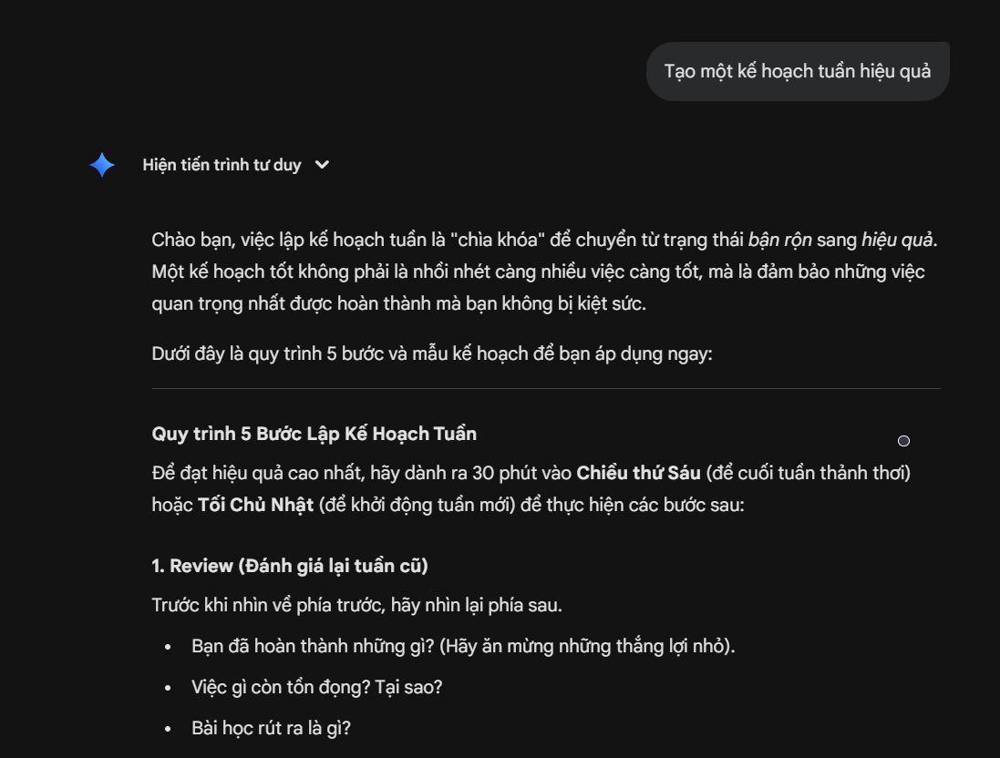 Tạo một kế hoạch tuần hiệu quả
Hiện tiến trình tư duy
Chào bạn, việc lập kế hoạch tuần là "chìa khóa" để chuyển từ trạng thái bận rộn sang hiệu quả.
Một kế hoạch tốt không phải là nhồi nhét càng nhiều việc càng tốt, mà là đảm bảo những việc
quan trọng nhất được hoàn thành mà bạn không bị kiệt sức.
Dưới đây là quy trình 5 bước và mẫu kế hoạch để bạn áp dụng ngay:
Quy trình 5 Bước Lập Kế Hoạch Tuần
Để đạt hiệu quả cao nhất, hãy dành ra 30 phút vào Chiều thứ Sáu (để cuối tuần thảnh thơi)
hoặc Tối Chủ Nhật (để khởi động tuần mới) để thực hiện các bước sau:
1. Review (Đánh giá lại tuần cũ)
Trước khi nhìn về phía trước, hãy nhìn lại phía sau.
• Bạn đã hoàn thành những gì? (Hãy ăn mừng những thắng lợi nhỏ).
• Việc gì còn tồn đọng? Tại sao?
• Bài học rút ra là gì?